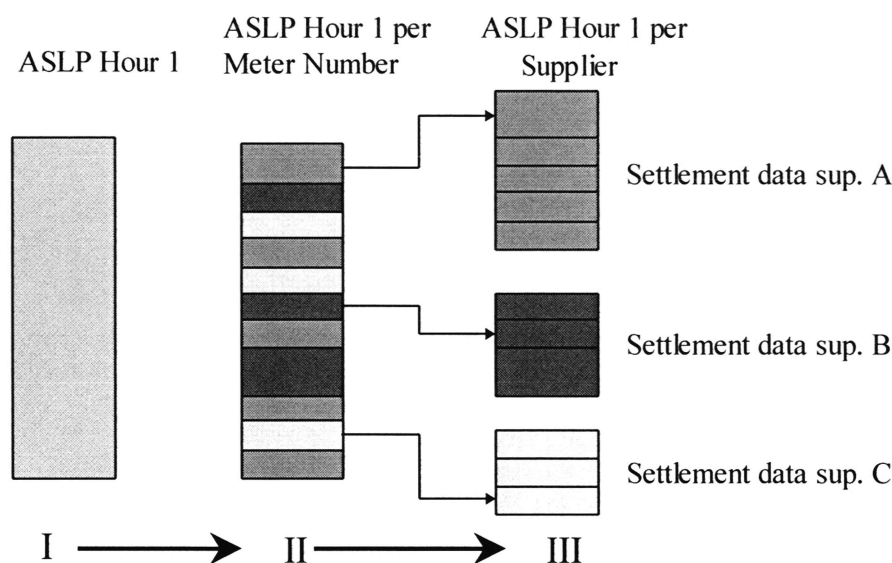 ASLP Hour 1
ASLP Hour 1 per
Meter Number
ASLP Hour 1 per
Supplier
Settlement data sup. A
Settlement data sup. B
Settlement data sup. C
I
II
III